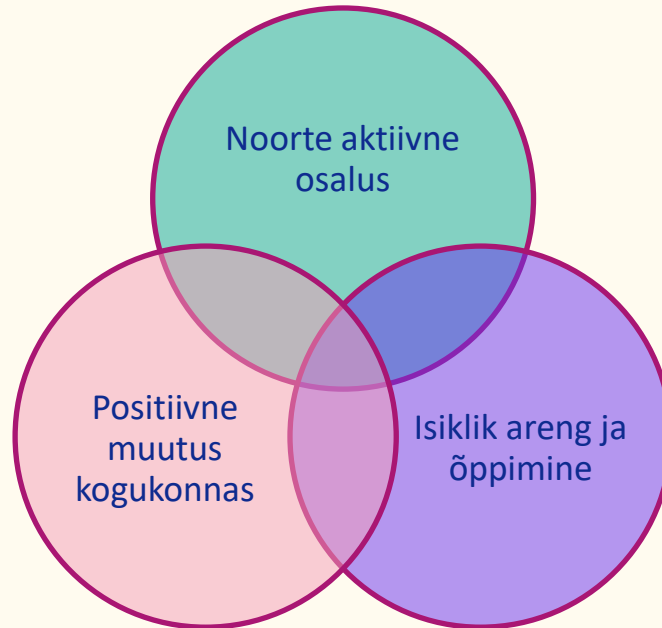 Noorte aktiivne
osalus
Positiivne
muutus
kogukonnas
Isiklik areng ja
õppimine